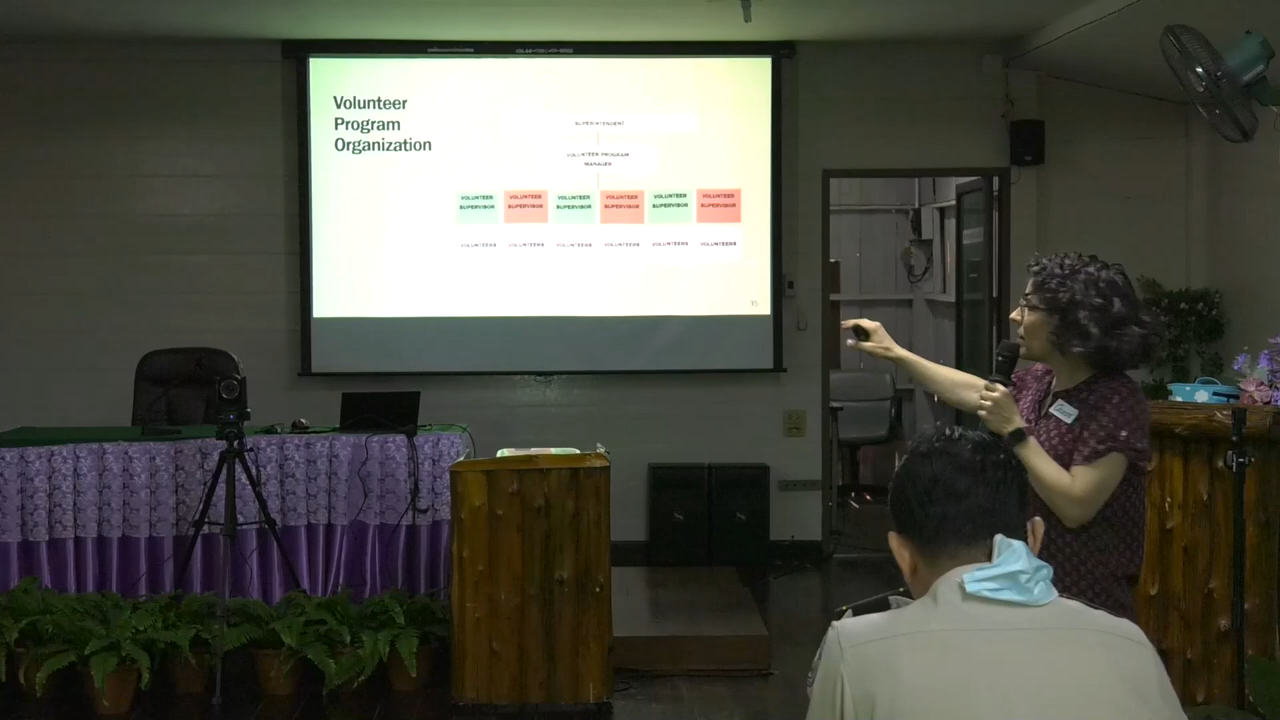 Volunteer
Program
Organization
SUPERINTENDENT
VOLUNTEER PROGRAM
MANAGER
VOLUNTEER VOLUNTEER VOLUNTEER VOLUNTEER VOLUNTEER VOLUNTEER
SUPERVISOR SUPERVISOR SUPERVISOR SUPERVISOR SUPERVISOR SUPERVISOR
VOLUNTEERS VOLUNTEERS VOLUNTEERS VOLUNTEERS VOLUNTEERS VOLUNTEERS
15